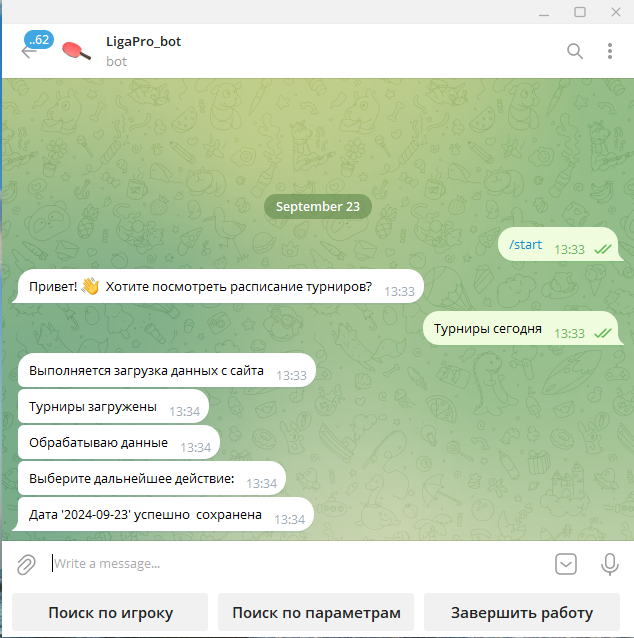 ..62
LigaPro_bot
bot
September 23
/start 13:33
Привет! 👋 Хотите посмотреть расписание турниров? 13:33
Турниры сегодня 13:33
Выполняется загрузка данных с сайта 13:33
Турниры загружены 13:34
Обрабатываю данные 13:34
Выберите дальнейшее действие: 13:34
Дата '2024-09-23' успешно сохранена 13:34
Write a message...
Поиск по игроку Поиск по параметрам Завершить работу